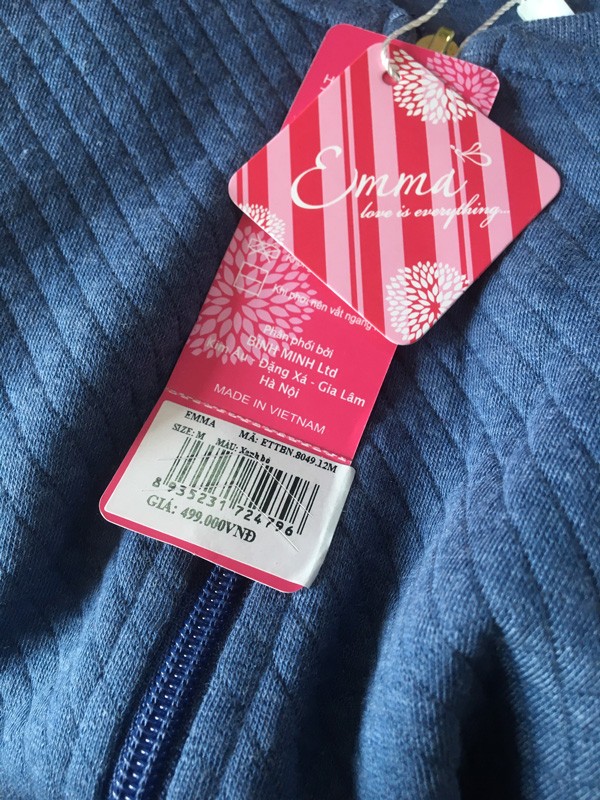 Emma
love is everything...
Khi phơi nên vắt ngang
Phân phối bởi
BÌNH MINH Ltd
Đặng Xá - Gia Lâm
Hà Nội
MADE IN VIETNAM
EMMA MÃ: ETTBN.8049.12M
SIZE: M MÀU: Xanh bé
8 935231 724796
GIÁ: 499.000VNĐ